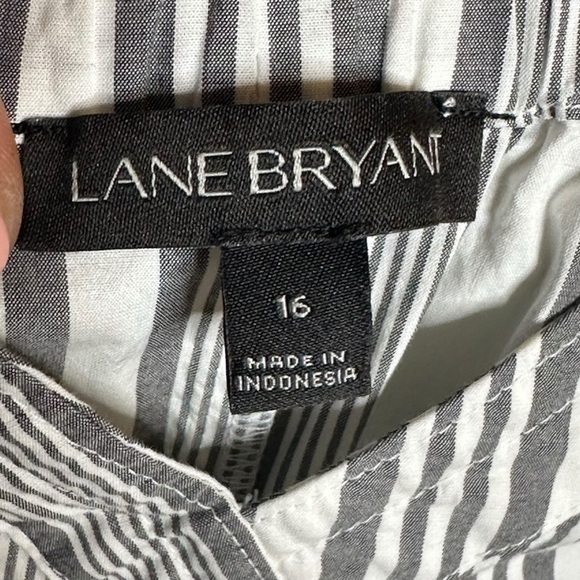 LANE BRYANT
16
MADE IN
INDONESIA